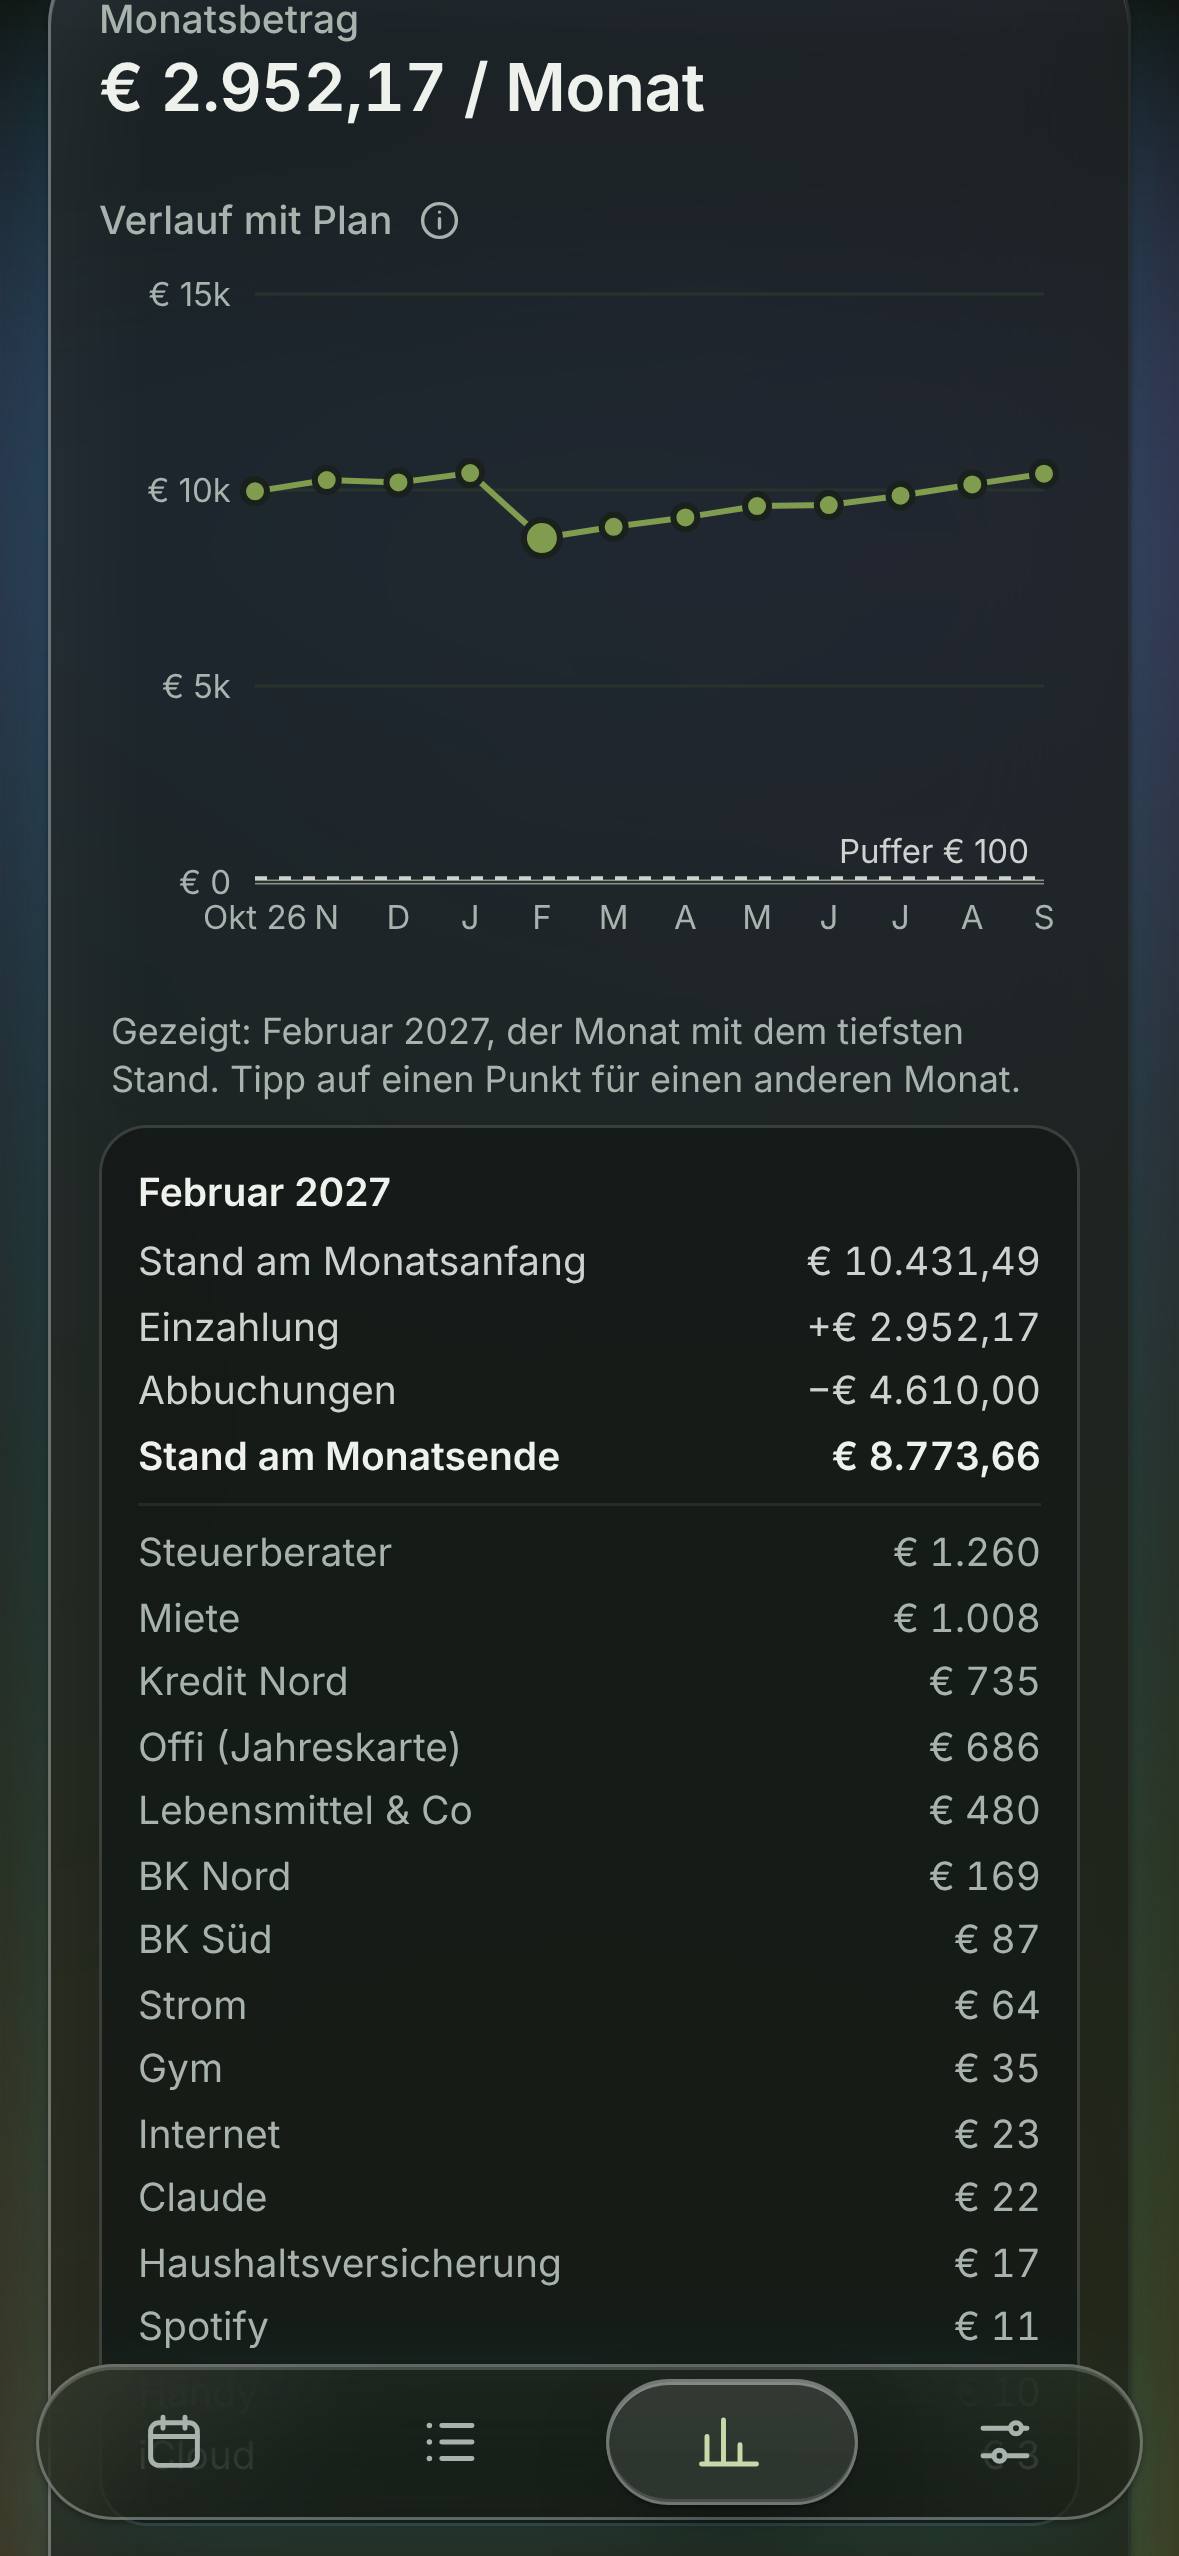 Monatsbetrag
€ 2.952,17 / Monat
Verlauf mit Plan
€ 15k
€ 10k
€ 5k
Puffer € 100
€ 0
Okt 26 N D J F M A M J J A S
Gezeigt: Februar 2027, der Monat mit dem tiefsten
Stand. Tipp auf einen Punkt für einen anderen Monat.
Februar 2027
Stand am Monatsanfang € 10.431,49
Einzahlung +€ 2.952,17
Abbuchungen −€ 4.610,00
Stand am Monatsende € 8.773,66
Steuerberater € 1.260
Miete € 1.008
Kredit Nord € 735
Offi (Jahreskarte) € 686
Lebensmittel & Co € 480
BK Nord € 169
BK Süd € 87
Strom € 64
Gym € 35
Internet € 23
Claude € 22
Haushaltsversicherung € 17
Spotify € 11
Handy € 10
iCloud € 3